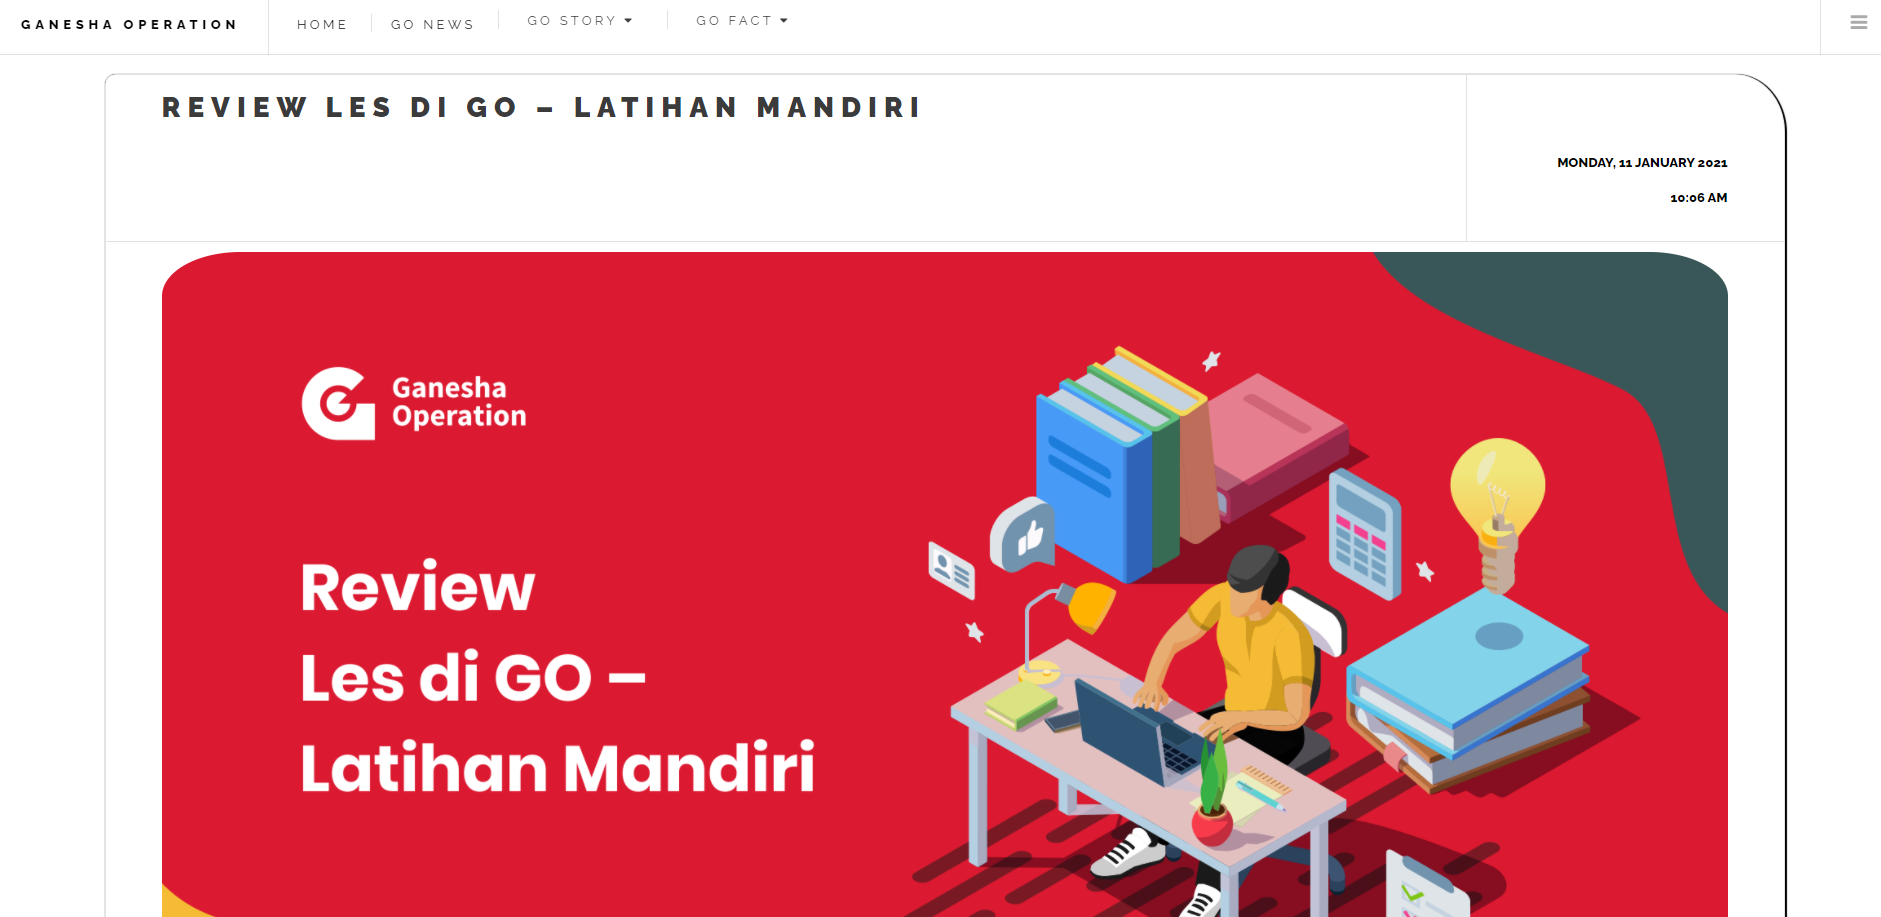 GANESHA OPERATION
HOME
GO NEWS
GO STORY
GO FACT
REVIEW LES DI GO – LATIHAN MANDIRI
MONDAY, 11 JANUARY 2021
10:06 AM
Ganesha
Operation
Review
Les di GO –
Latihan Mandiri